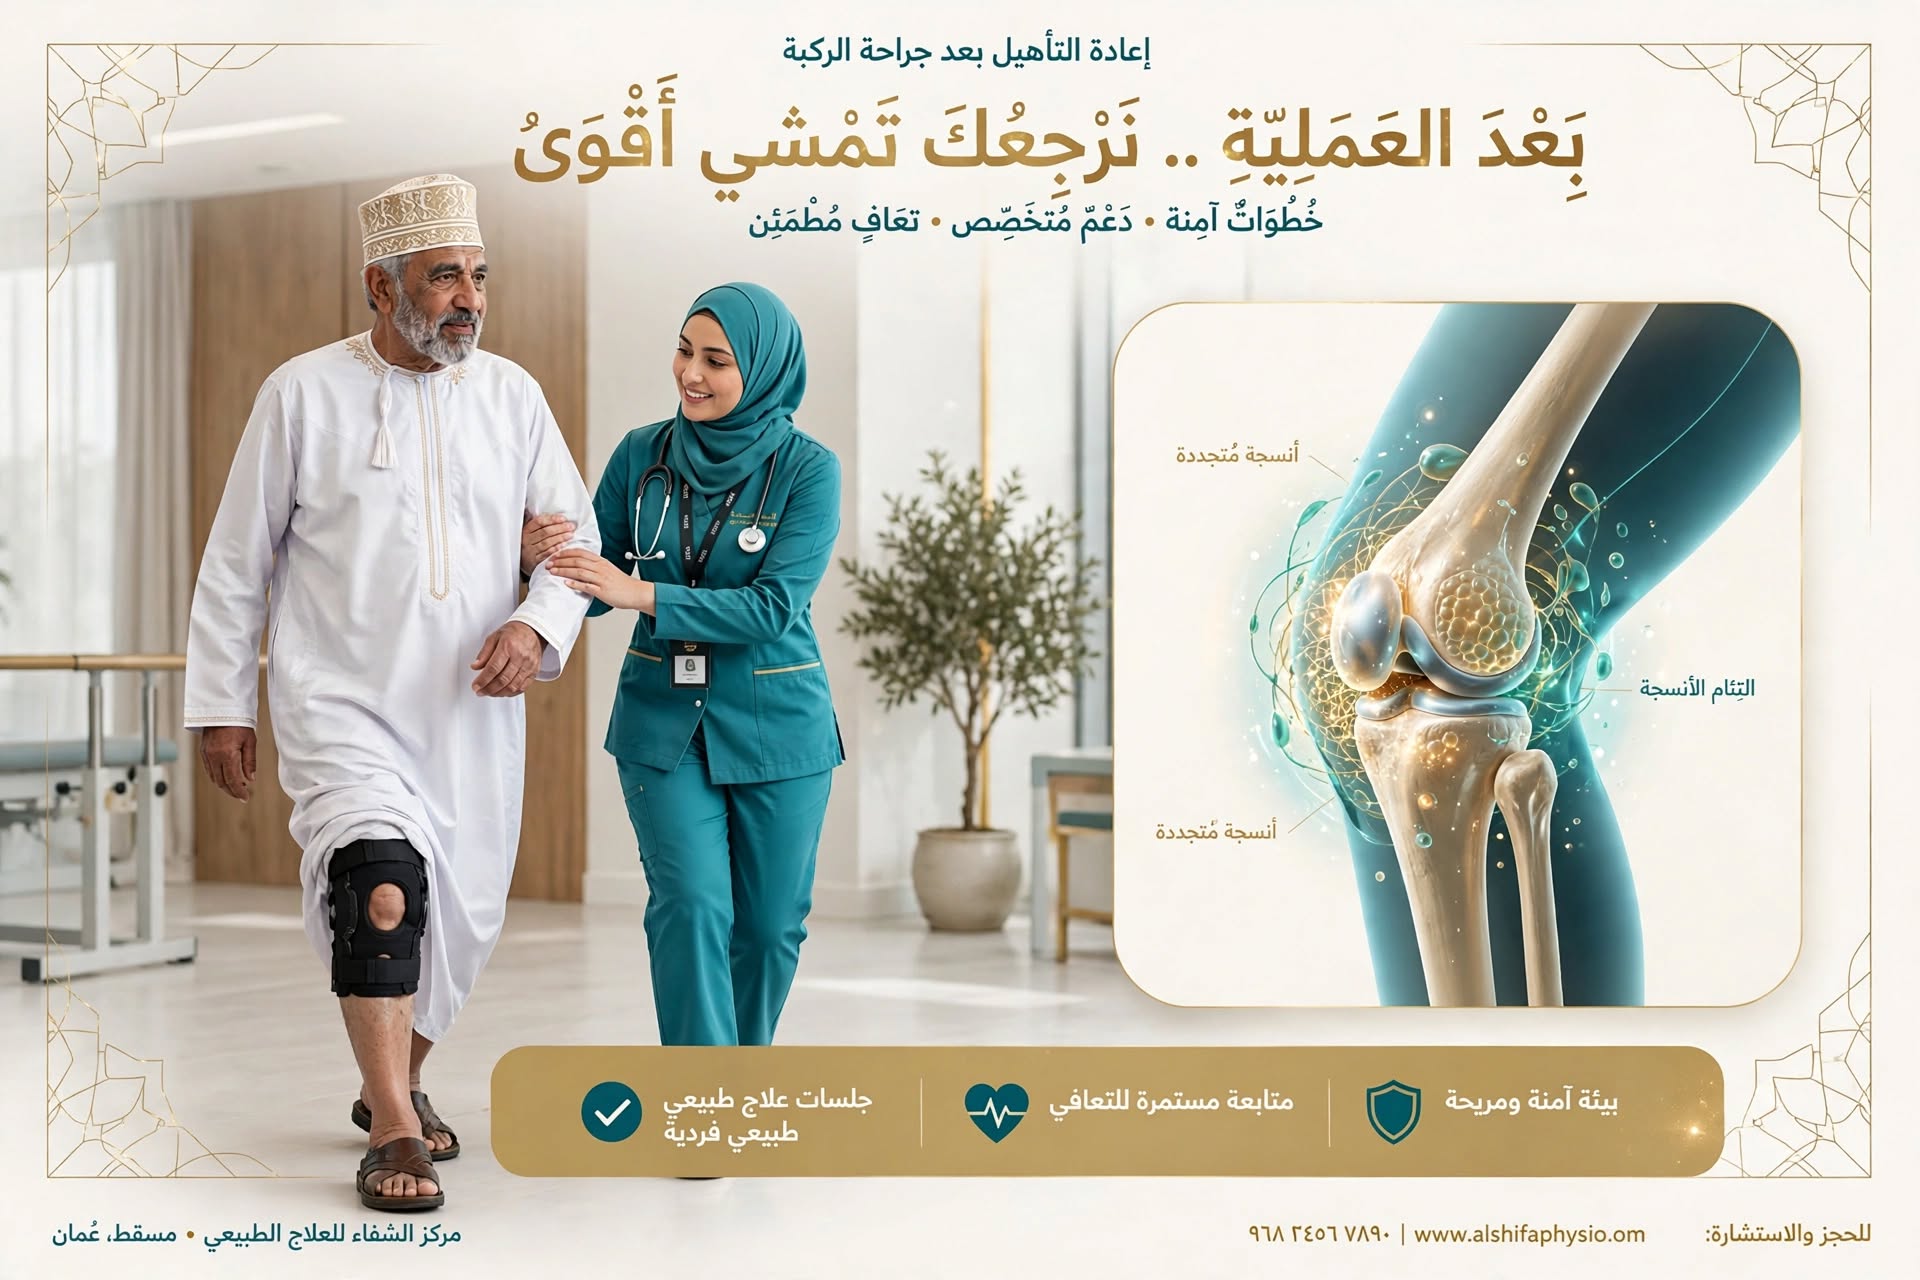 إعادة التأهيل بعد جراحة الركبة
بَعْدَ العَمَلِيّةِ .. نَرْجِعُكَ تَمْشي أَقْوَىُ
خُطُوَاتٌ آمِنة • دَعْمّ مُتخَصِّص • تعَافٍ مُطْمَئِن
أنسجة مُتجددة
التِئام الأنسجة
أنسجة مُتجددة
بيئة آمنة ومريحة
متابعة مستمرة للتعافي
جلسات علاج طبيعي
طبيعي فردية
للحجز والاستشارة: www.alshifaphysio.om | ٩٦٨ ٢٤٥٦ ٧٨٩٠
مركز الشفاء للعلاج الطبيعي • مسقط، عُمان